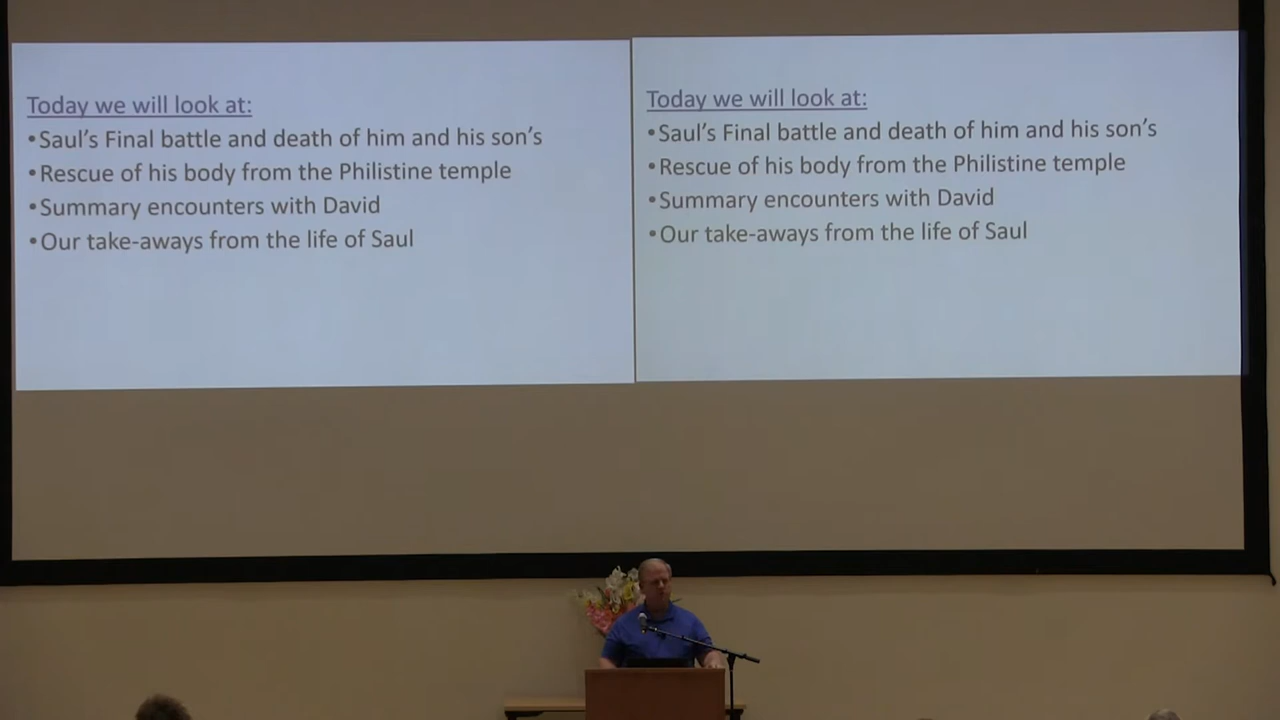 Today we will look at:
•Saul's Final battle and death of him and his son's
•Rescue of his body from the Philistine temple
•Summary encounters with David
•Our take-aways from the life of Saul
Today we will look at:
•Saul's Final battle and death of him and his son's
•Rescue of his body from the Philistine temple
•Summary encounters with David
•Our take-aways from the life of Saul